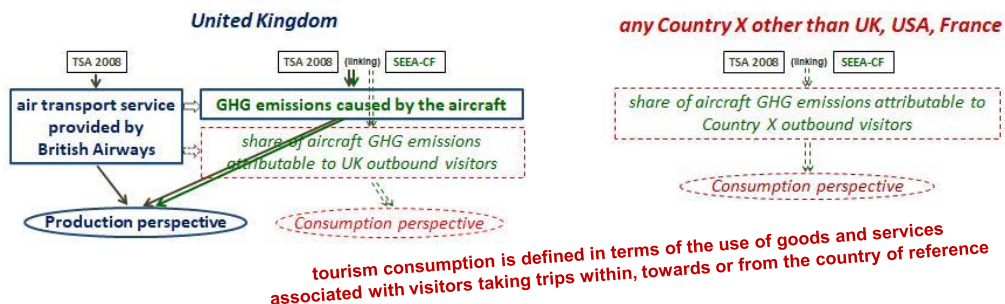 United Kingdom
any Country X other than UK, USA, France
TSA 2008
TSA 2008 (linking) SEEA-CF
TSA 2008 (linking) SEEA-CF
air transport service
provided by
British Airways
GHG emissions caused by the aircraft
share of aircraft GHG emissions
attributable to UK outbound visitors
share of aircraft GHG emissions attributable to
Country X outbound visitors
Production perspective
Consumption perspective
Consumption perspective
tourism consumption is defined in terms of the use of goods and services
associated with visitors taking trips within, towards or from the country of reference